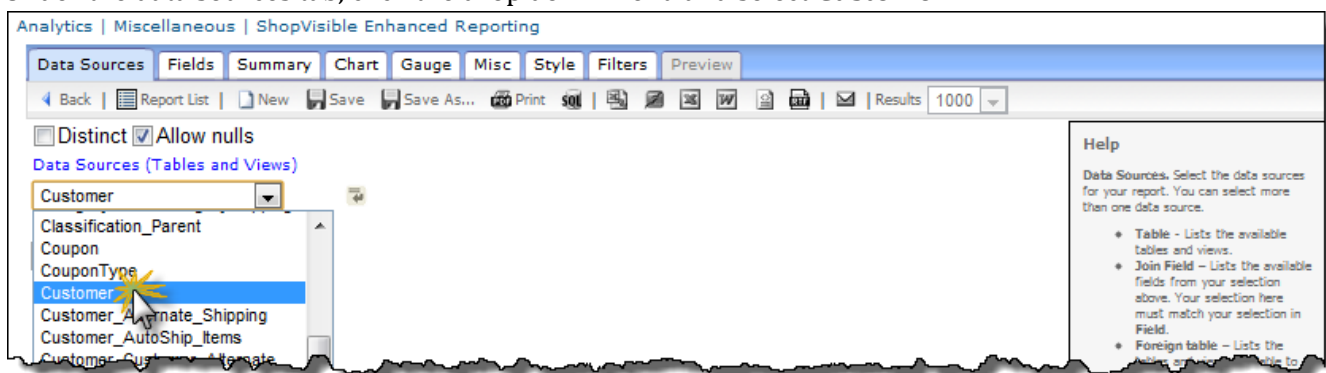 Analytics | Miscellaneous | ShopVisible Enhanced Reporting
Data Sources Fields Summary Chart Gauge Misc Style Filters Preview
Back | Report List | New Save Save As... Print SQL | | Results 1000
Distinct Allow nulls
Data Sources (Tables and Views)
Customer
Classification_Parent
Coupon
CouponType
Customer
Customer_Alternate_Shipping
Customer_AutoShip_Items
Help
Data Sources. Select the data sources
for your report. You can select more
than one data source.
Table - Lists the available
tables and views.
Join Field – Lists the available
fields from your selection
above. Your selection here
must match your selection in
Field.
Foreign table – Lists the